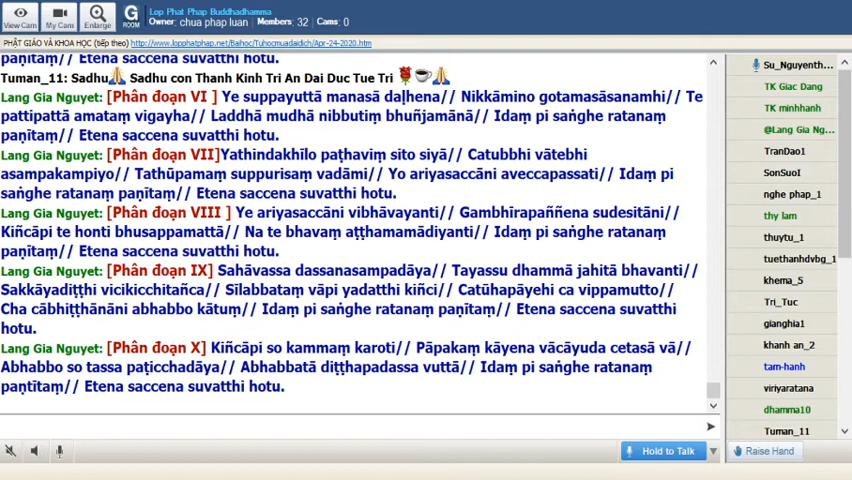 Lop Phat Phap Buddhadhamma
Owner: chua phap luan Members: 32 Cams: 0
View Cam
My Cam
Enlarge
G
ROOM
PHẬT GIÁO VÀ KHOA HỌC (tiếp theo) http://www.lopphatphap.net/Baihoc/Tuhocmuadaidich/Apr-24-2020.htm
paṇītaṃ// Etena saccena suvatthi hotu.
Tuman_11: Sadhu🙏 Sadhu con Thanh Kinh Tri An Dai Duc Tue Tri 🌹☕🙏
Lang Gia Nguyet: [Phân đoạn VI ] Ye suppayuttā manasā daḷhena// Nikkāmino gotamasāsanamhi// Te
pattipattā amataṃ vigayha// Laddhā mudhā nibbutiṃ bhuñjamānā// Idaṃ pi saṅghe ratanaṃ
paṇītaṃ// Etena saccena suvatthi hotu.
Lang Gia Nguyet: [Phân đoạn VII]Yathindakhīlo paṭhaviṃ sito siyā// Catubbhi vātebhi
asampakampiyo// Tathūpamaṃ suppurisaṃ vadāmi// Yo ariyasaccāni aveccapassati// Idaṃ pi
saṅghe ratanaṃ paṇītaṃ// Etena saccena suvatthi hotu.
Lang Gia Nguyet: [Phân đoạn VIII ] Ye ariyasaccāni vibhāvayanti// Gambhīrapaññena sudesitāni//
Kiñcāpi te honti bhusappamattā// Na te bhavaṃ aṭṭhamamādiyanti// Idaṃ pi saṅghe ratanaṃ
paṇītaṃ// Etena saccena suvatthi hotu.
Lang Gia Nguyet: [Phân đoạn IX] Sahāvassa dassanasampadāya// Tayassu dhammā jahitā bhavanti//
Sakkāyadiṭṭhi vicikicchitañca// Sīlabbataṃ vāpi yadatthi kiñci// Catūhapāyehi ca vippamutto//
Cha cābhiṭṭhānāni abhabbo kātuṃ// Idaṃ pi saṅghe ratanaṃ paṇītaṃ// Etena saccena suvatthi
hotu.
Lang Gia Nguyet: [Phân đoạn X] Kiñcāpi so kammaṃ karoti// Pāpakaṃ kāyena vācāyuda cetasā vā//
Abhabbo so tassa paṭicchadāya// Abhabbatā diṭṭhapadassa vuttā// Idaṃ pi saṅghe ratanaṃ
paṇītaṃ// Etena saccena suvatthi hotu.
Su_Nguyenth...
TK Giac Dang
TK minhhanh
@Lang Gia Ng...
TranDao1
SonSuoI
nghe phap_1
thy lam
thuytu_1
tuethanhdvbg_1
khema_5
Tri_Tuc
gianghia1
khanh an_2
tam-hanh
viriyaratana
dhamma10
Tuman_11
Hold to Talk
Raise Hand